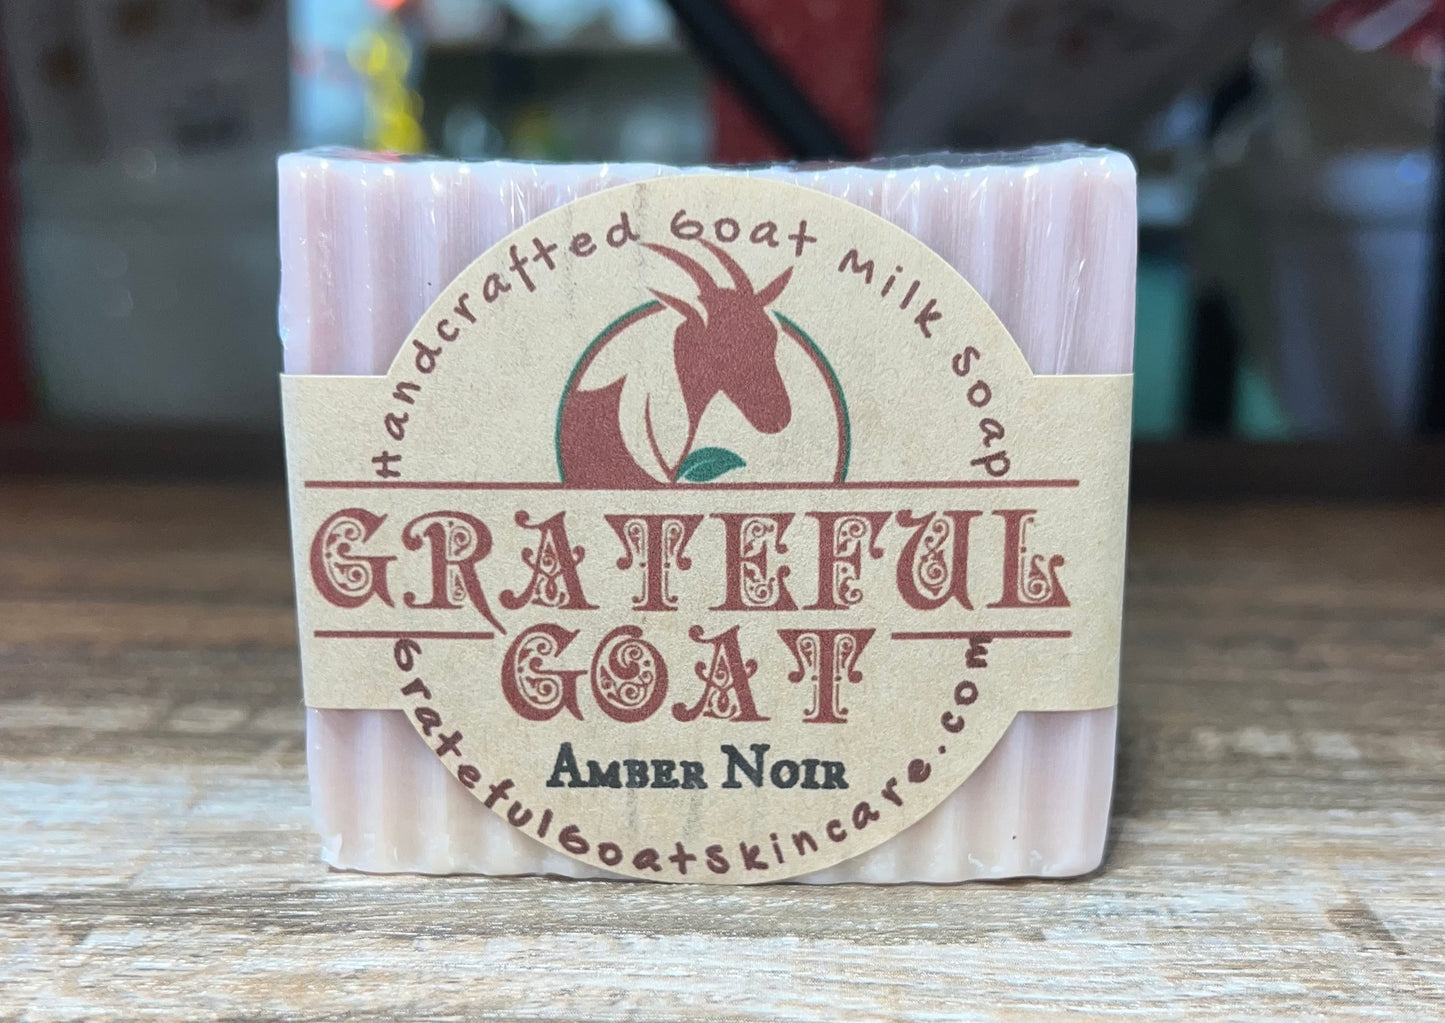 Handcrafted Goat Milk Soap
GRATEFUL
GOAT
AMBER NOIR
GratefulGoatSkincare.com